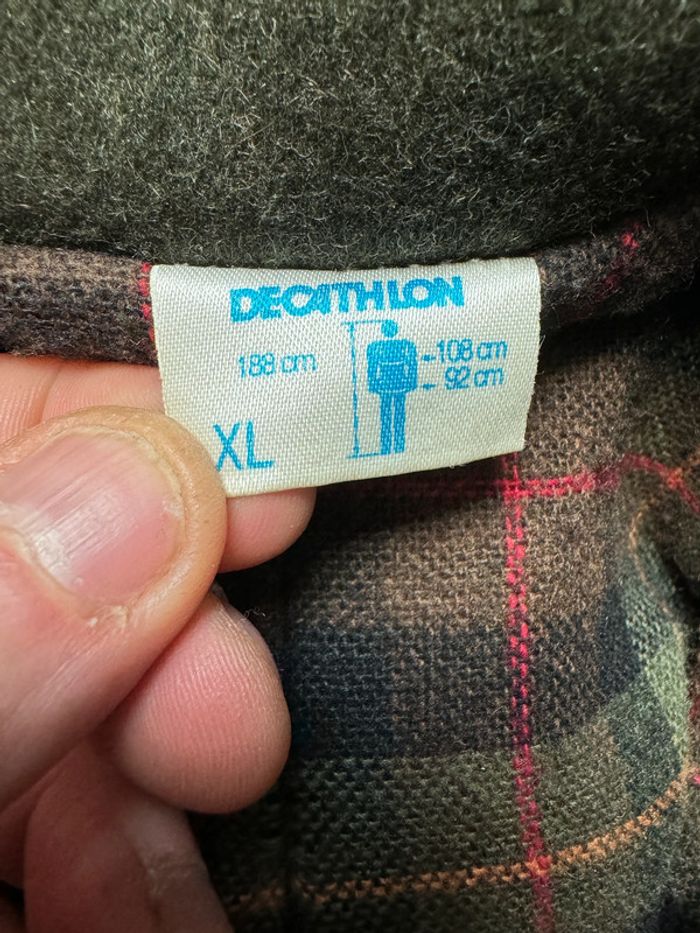 DECATHLON
188 cm
108 cm
92 cm
XL